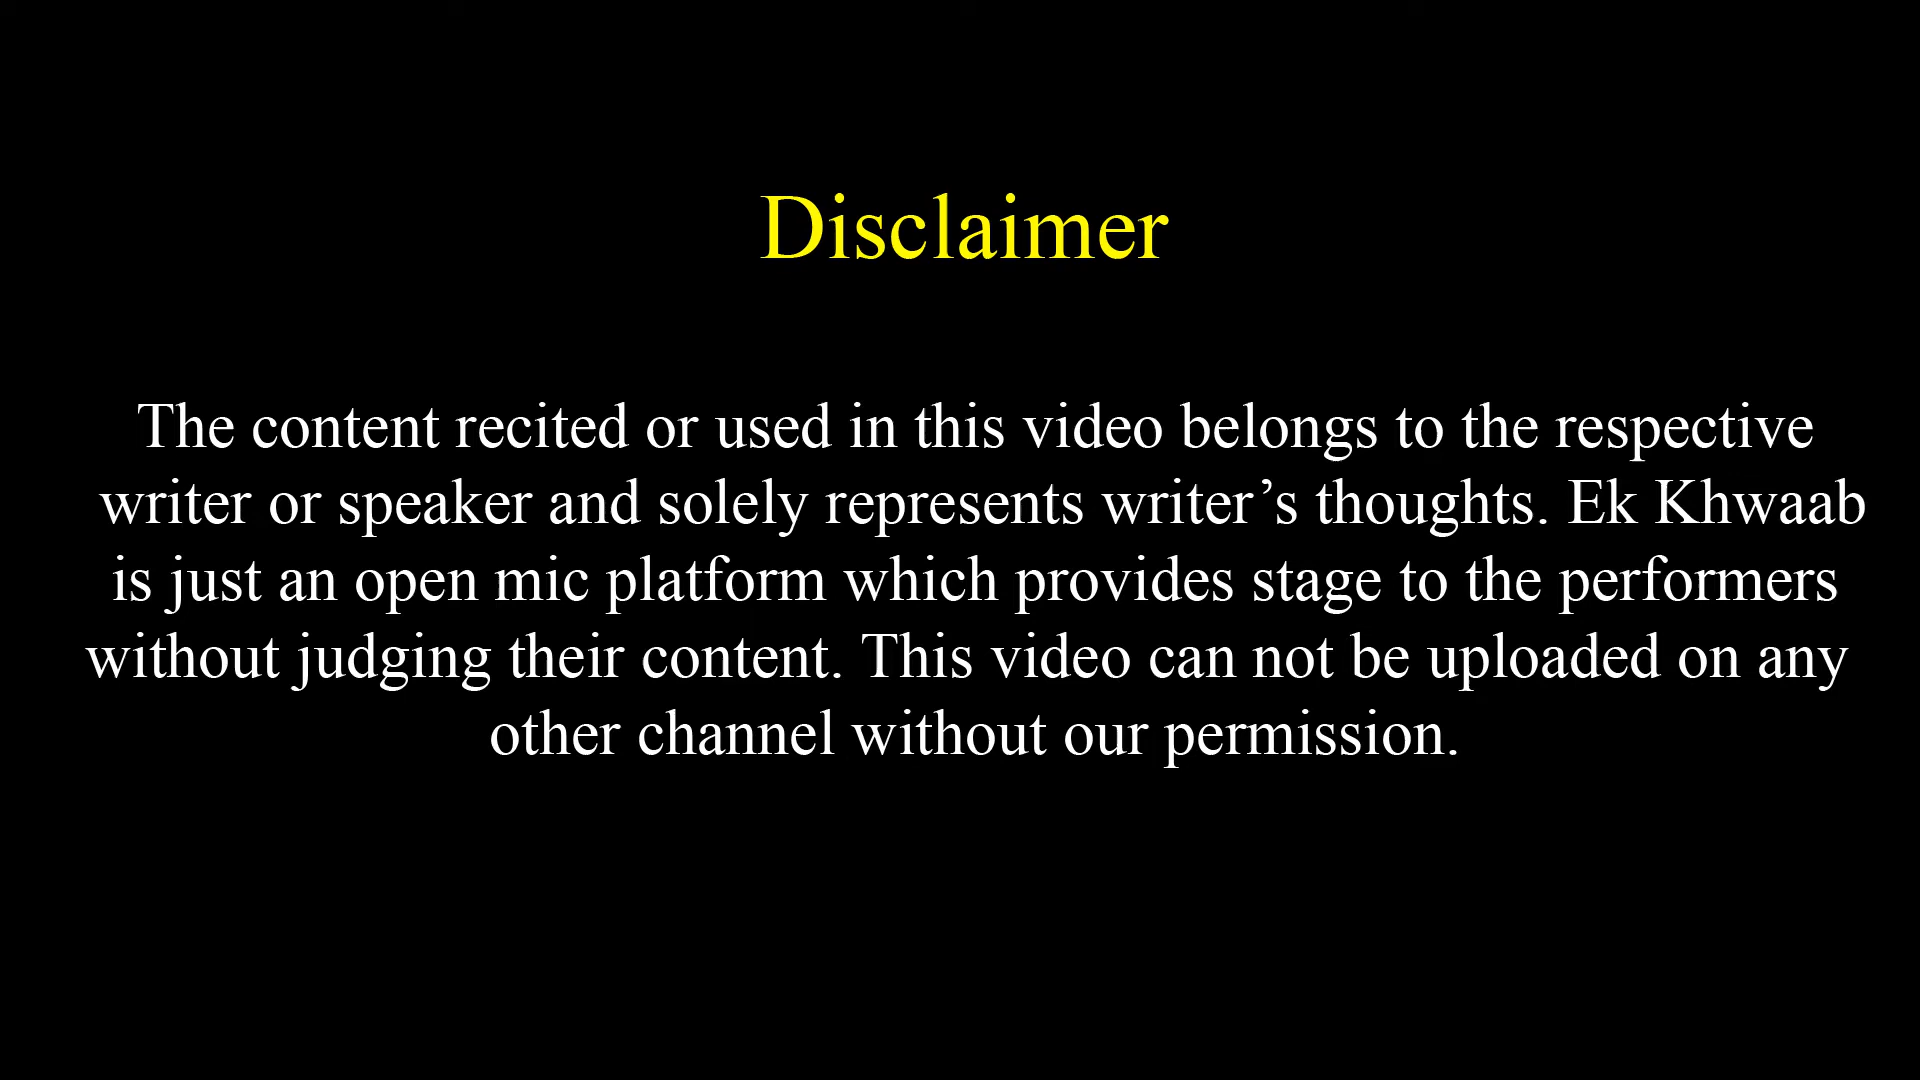 Disclaimer
The content recited or used in this video belongs to the respective
writer or speaker and solely represents writer’s thoughts. Ek Khwaab
is just an open mic platform which provides stage to the performers
without judging their content. This video can not be uploaded on any
other channel without our permission.